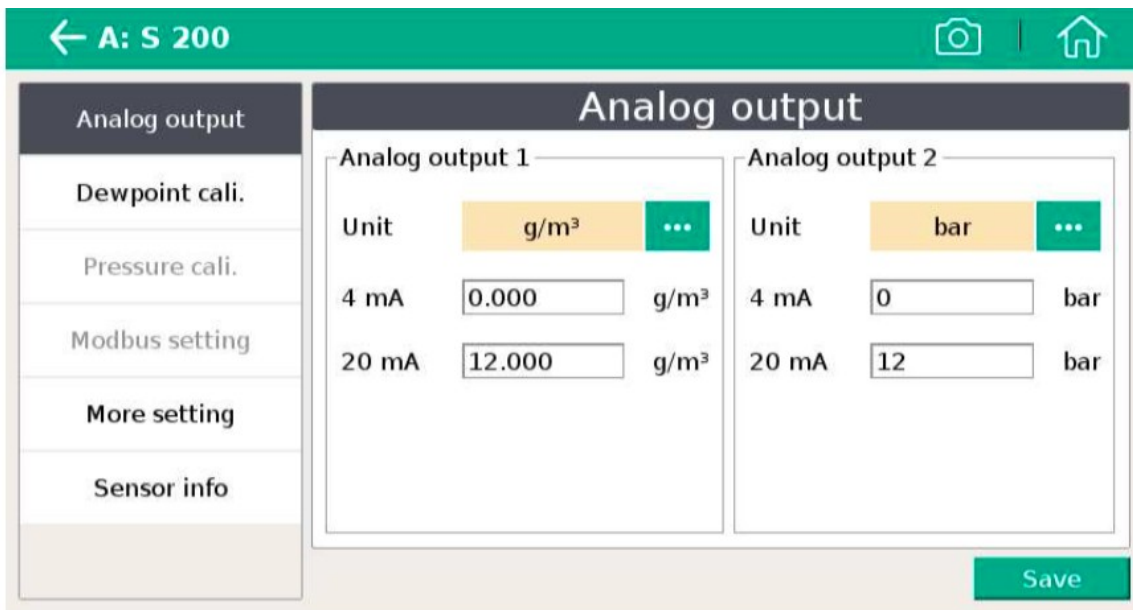 A: S 200
Analog output
Dewpoint cali.
Pressure cali.
Modbus setting
More setting
Sensor info
Analog output
Analog output 1
Unit g/m³ •••
4 mA 0.000 g/m³
20 mA 12.000 g/m³
Analog output 2
Unit bar •••
4 mA 0 bar
20 mA 12 bar
Save